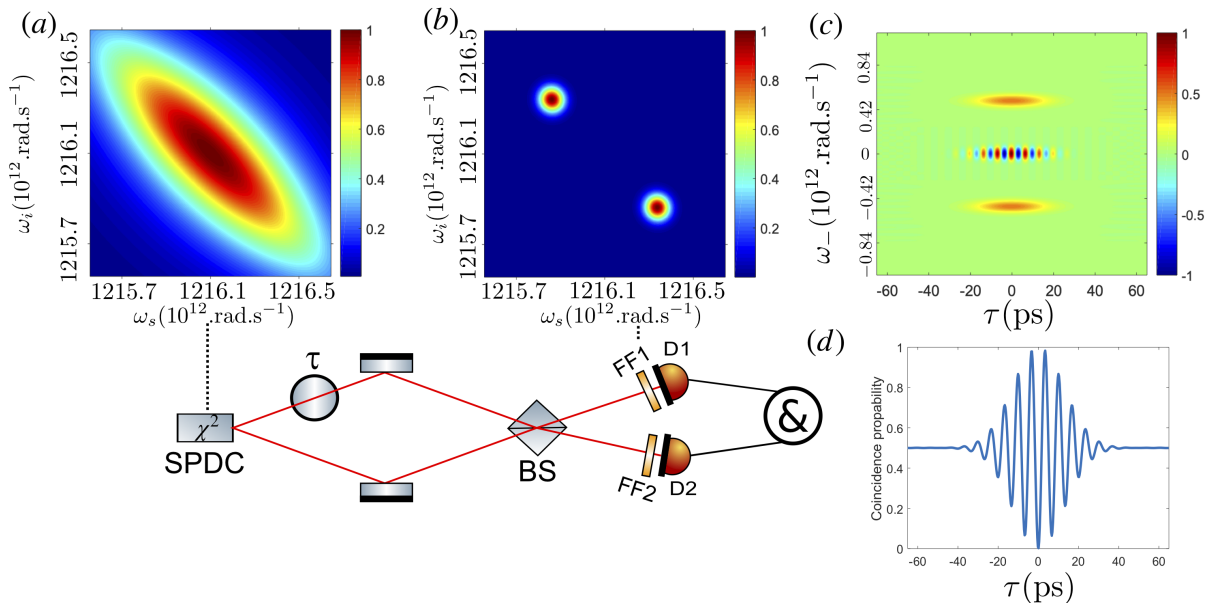 (a)
1
0.8
0.6
0.4
0.2
1216.5
1216.1
1215.7
ω_i(10^{12}.rad.s^{-1})
1215.7 1216.1 1216.5
ω_s(10^{12}.rad.s^{-1})
(b)
1
0.8
0.6
0.4
0.2
1216.5
1216.1
1215.7
ω_i(10^{12}.rad.s^{-1})
1215.7 1216.1 1216.5
ω_s(10^{12}.rad.s^{-1})
(c)
1
0.5
0
-0.5
-1
0.84
0.42
0
-0.42
-0.84
ω_−(10^{12}.rad.s^{-1})
-60 -40 -20 0 20 40 60
τ(ps)
τ
χ^2
SPDC
BS
FF1
D1
FF2
D2
&
(d)
1
0.8
0.6
0.4
0.2
0
Coincidence propability
-60 -40 -20 0 20 40 60
τ(ps)